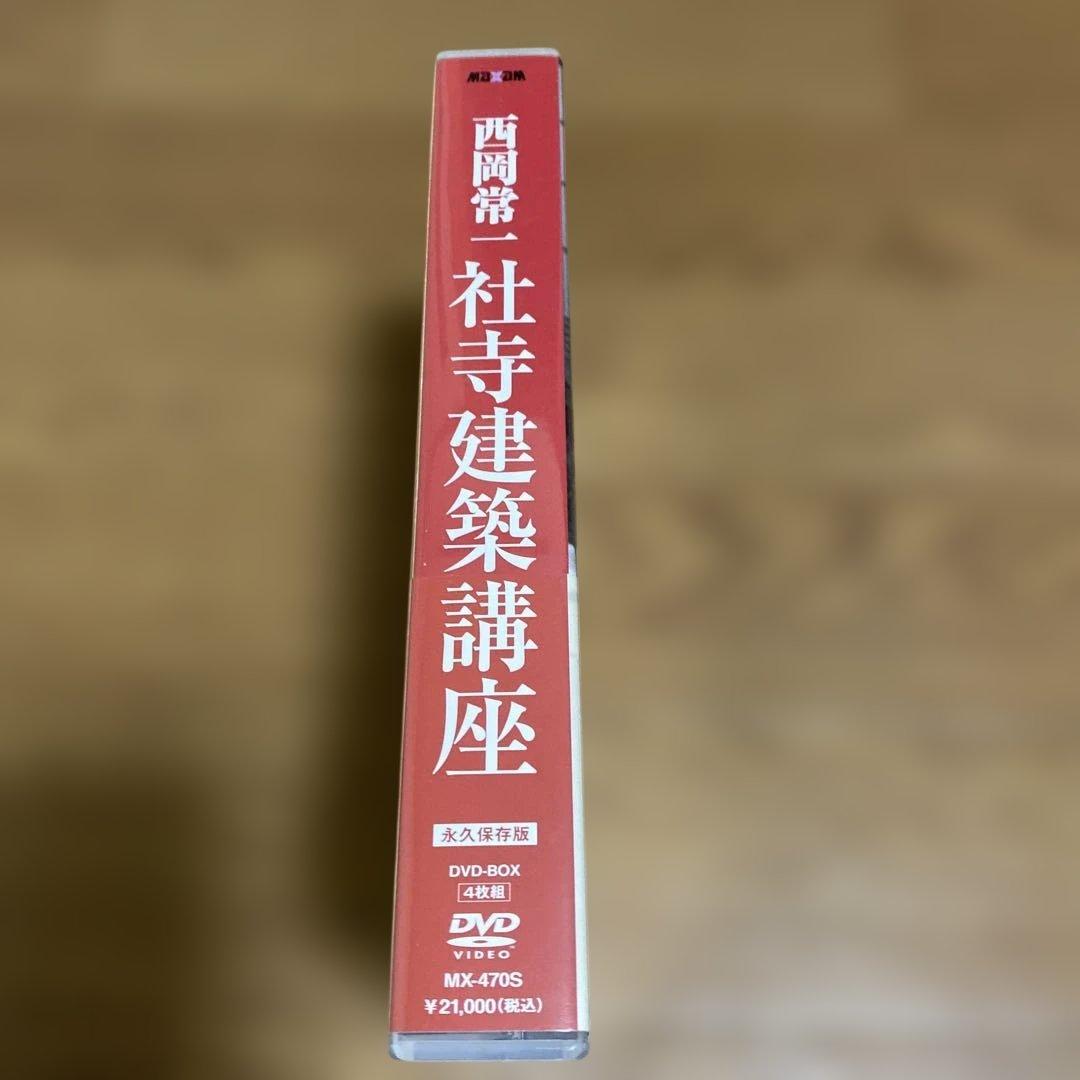 MAXAM
西岡常一
社寺建築講座
永久保存版
DVD-BOX
4枚組
DVD
VIDEO™
MX-470S
￥21,000(税込)